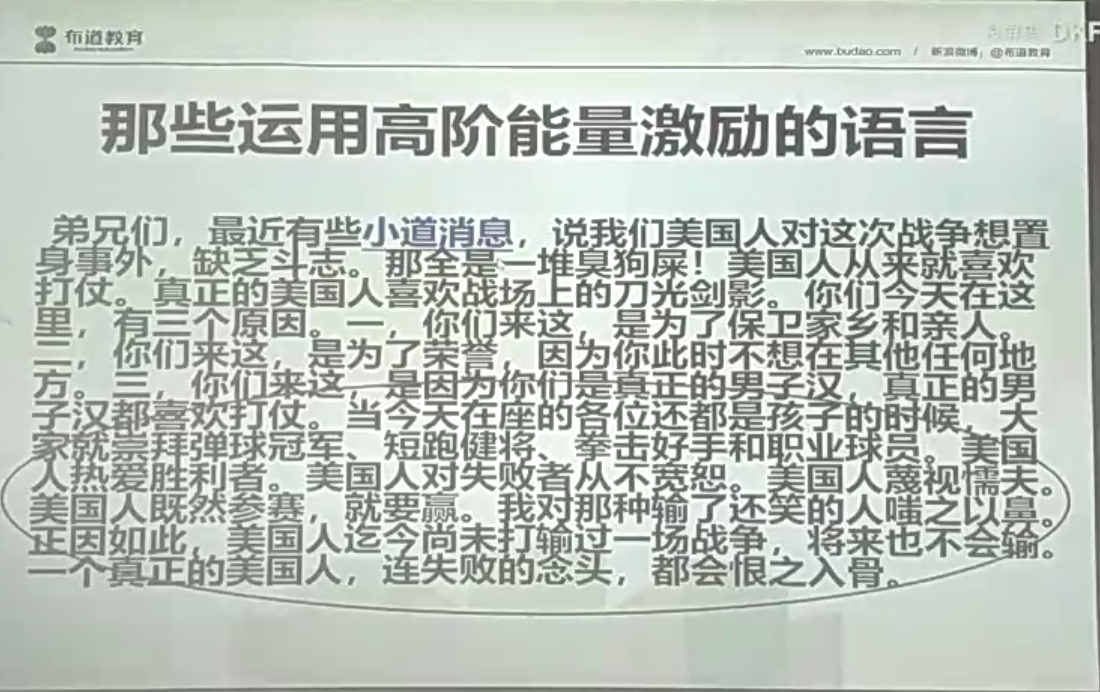 布道教育
www.budao.com / 新浪微博：@布道教育
那些运用高阶能量激励的语言
弟兄们，最近有些小道消息，说我们美国人对这次战争想置
身事外，缺乏斗志。那全是一堆臭狗屎！美国人从来就喜欢
打仗。真正的美国人喜欢战场上的刀光剑影。你们今天在这
里，有三个原因。一，你们来这，是为了保卫家乡和亲人。
二，你们来这，是为了荣誉，因为你此时不想在其他任何地
方。三，你们来这，是因为你们是真正的男子汉，真正的男
子汉都喜欢打仗。当今天在座的各位还都是孩子的时候，大
家就崇拜弹球冠军、短跑健将、拳击好手和职业球员。美国
人热爱胜利者。美国人对失败者从不宽恕。美国人蔑视懦夫。
美国人既然参赛，就要赢。我对那种输了还笑的人嗤之以鼻。
正因如此，美国人迄今尚未打输过一场战争，将来也不会输。
一个真正的美国人，连失败的念头，都会恨之入骨。